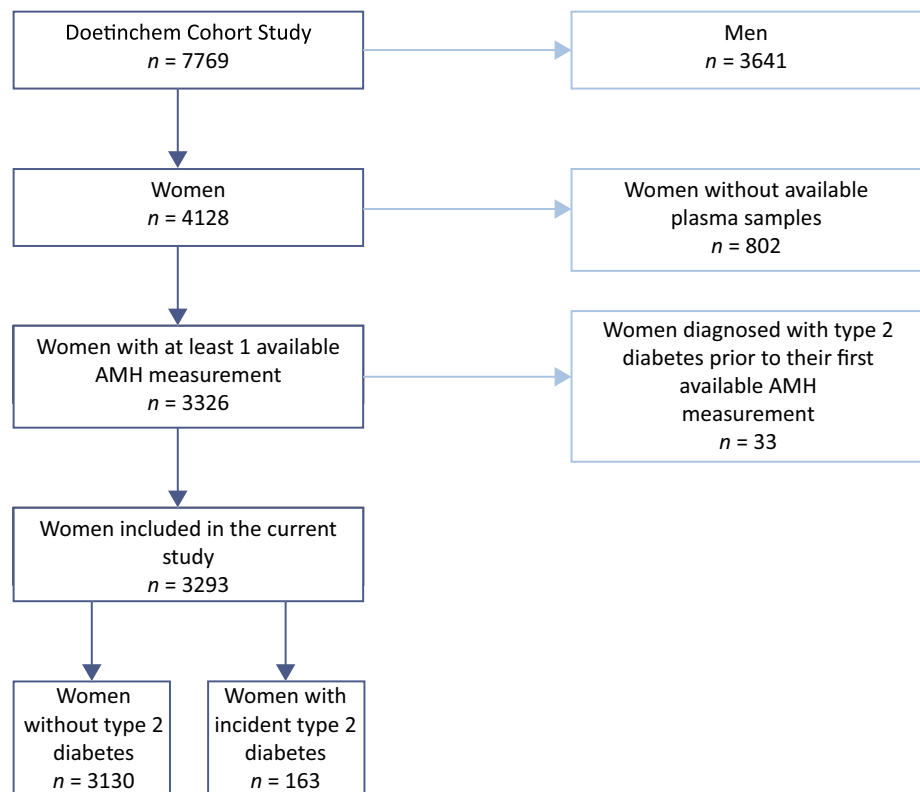 Doetinchem Cohort Study
n = 7769
Men
n = 3641
Women
n = 4128
Women without available
plasma samples
n = 802
Women with at least 1 available
AMH measurement
n = 3326
Women diagnosed with type 2
diabetes prior to their first
available AMH
measurement
n = 33
Women included in the current
study
n = 3293
Women
without type 2
diabetes
n = 3130
Women with
incident type 2
diabetes
n = 163